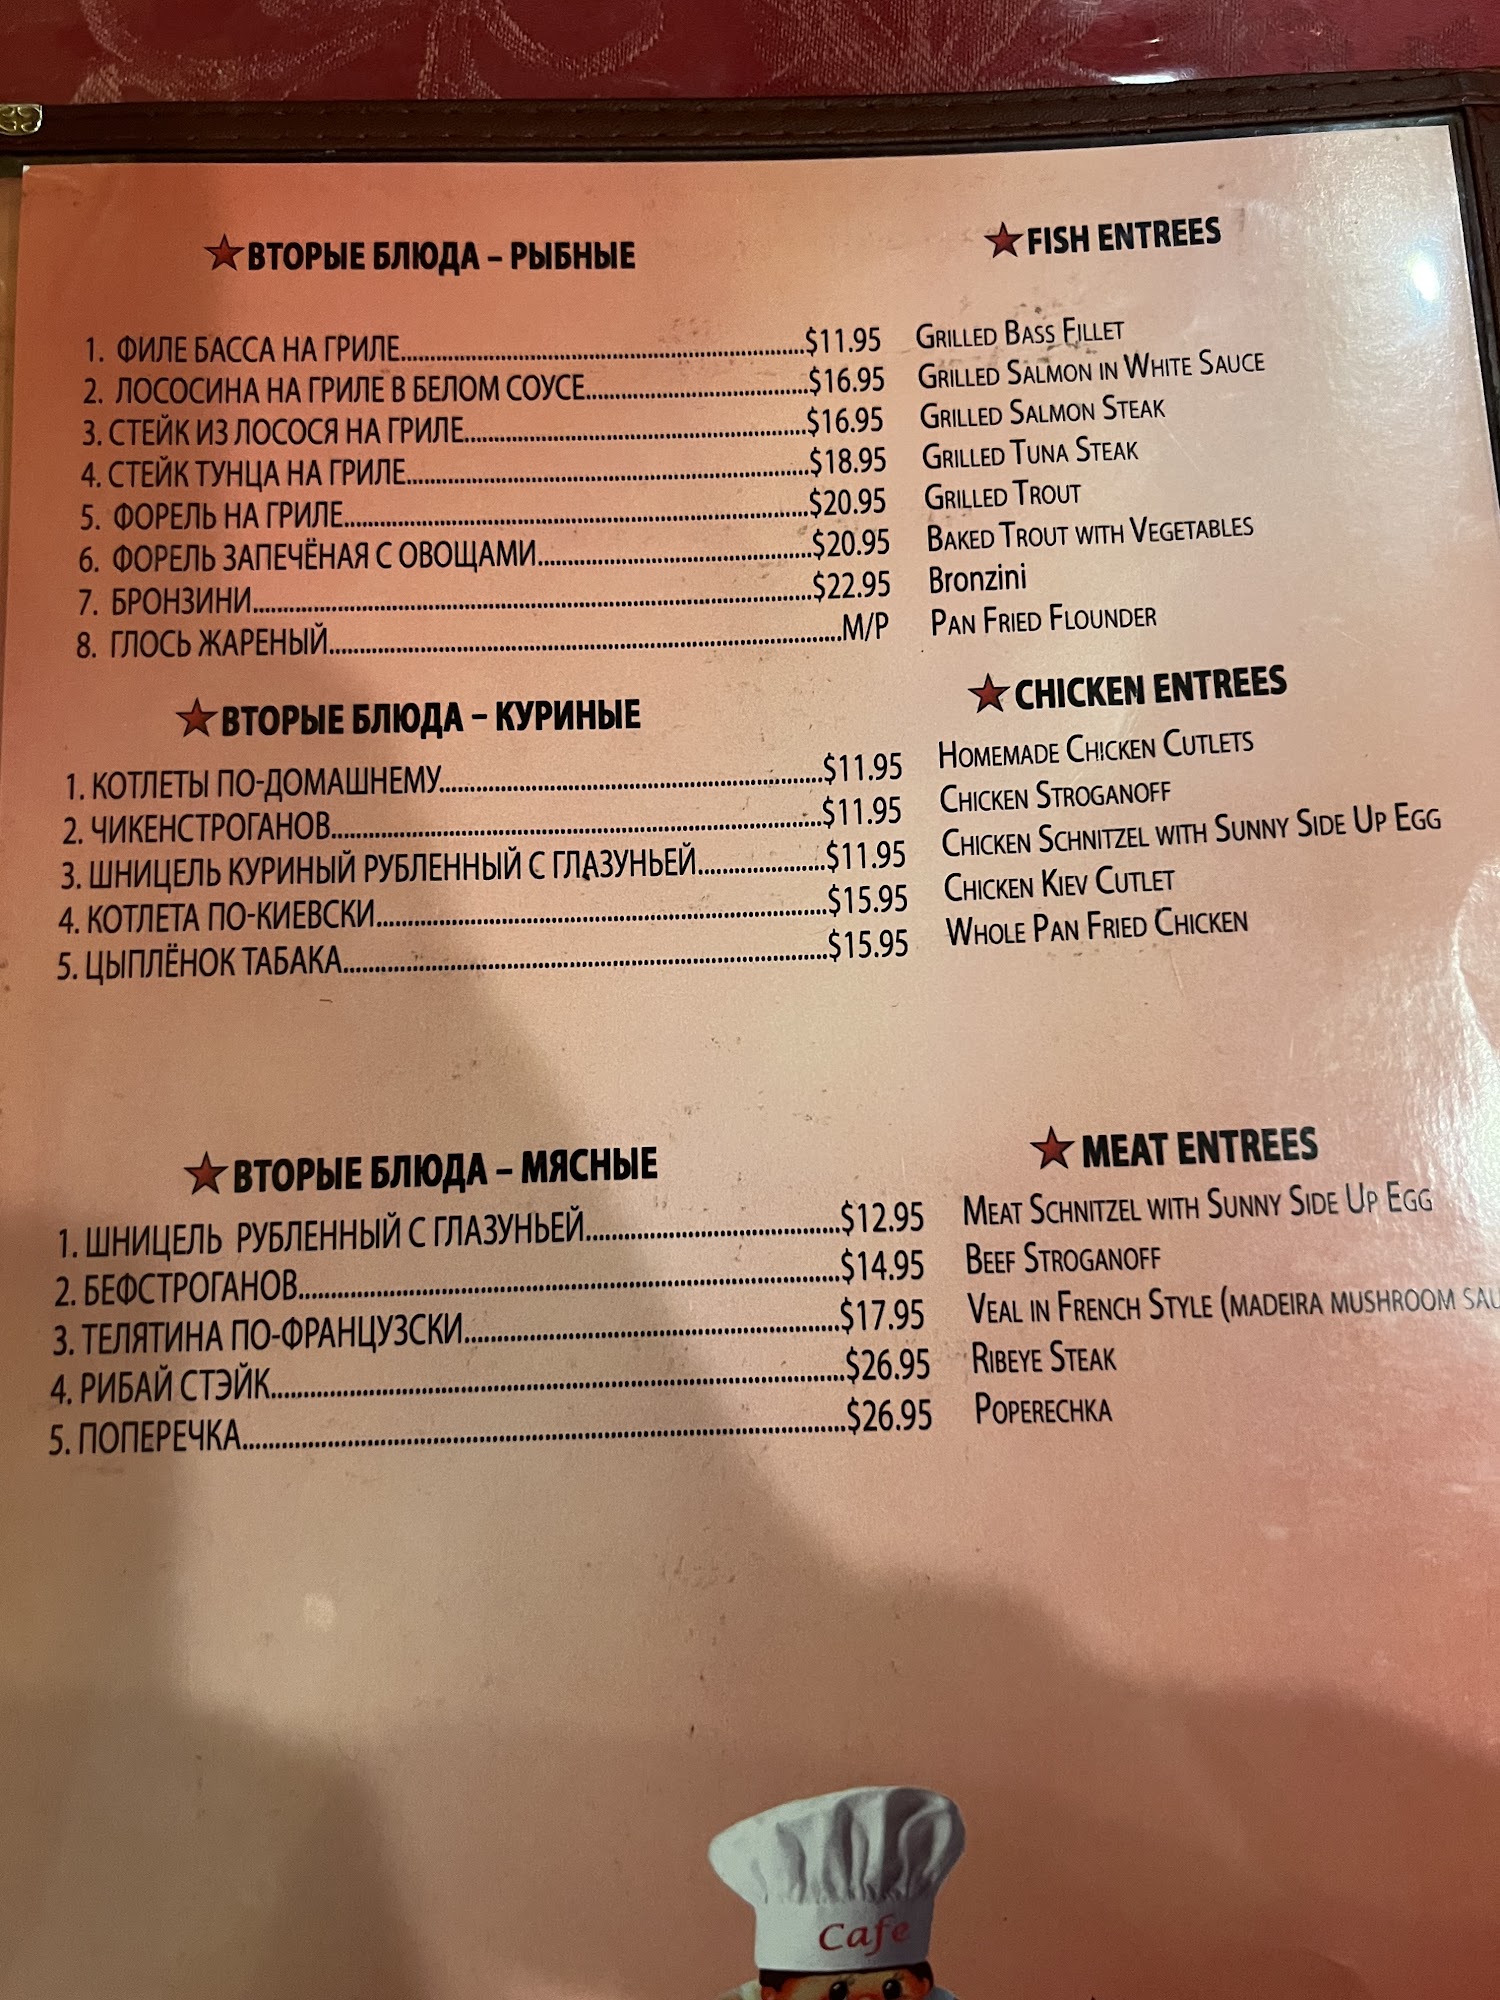 ВТОРЫЕ БЛЮДА – РЫБНЫЕ FISH ENTREES
1. ФИЛЕ БАССА НА ГРИЛЕ $11.95 GRILLED BASS FILLET
2. ЛОСОСИНА НА ГРИЛЕ В БЕЛОМ СОУСЕ $16.95 GRILLED SALMON IN WHITE SAUCE
3. СТЕЙК ИЗ ЛОСОСЯ НА ГРИЛЕ $16.95 GRILLED SALMON STEAK
4. СТЕЙК ТУНЦА НА ГРИЛЕ $18.95 GRILLED TUNA STEAK
5. ФОРЕЛЬ НА ГРИЛЕ $20.95 GRILLED TROUT
6. ФОРЕЛЬ ЗАПЕЧЁНАЯ С ОВОЩАМИ $20.95 BAKED TROUT WITH VEGETABLES
7. БРОНЗИНИ $22.95 Bronzini
8. ГЛОСЬ ЖАРЕНЫЙ M/P PAN FRIED FLOUNDER
ВТОРЫЕ БЛЮДА – КУРИНЫЕ CHICKEN ENTREES
1. КОТЛЕТЫ ПО-ДОМАШНЕМУ $11.95 HOMEMADE CHICKEN CUTLETS
2. ЧИКЕНСТРОГАНОВ $11.95 CHICKEN STROGANOFF
3. ШНИЦЕЛЬ КУРИНЫЙ РУБЛЕННЫЙ С ГЛАЗУНЬЕЙ $11.95 CHICKEN SCHNITZEL WITH SUNNY SIDE UP EGG
4. КОТЛЕТА ПО-КИЕВСКИ $15.95 CHICKEN KIEV CUTLET
5. ЦЫПЛЁНОК ТАБАКА $15.95 WHOLE PAN FRIED CHICKEN
ВТОРЫЕ БЛЮДА – МЯСНЫЕ MEAT ENTREES
1. ШНИЦЕЛЬ РУБЛЕННЫЙ С ГЛАЗУНЬЕЙ $12.95 MEAT SCHNITZEL WITH SUNNY SIDE UP EGG
2. БЕФСТРОГАНОВ $14.95 BEEF STROGANOFF
3. ТЕЛЯТИНА ПО-ФРАНЦУЗСКИ $17.95 VEAL IN FRENCH STYLE (MADEIRA MUSHROOM
4. РИБАЙ СТЭЙК $26.95 RIBEYE STEAK
5. ПОПЕРЕЧКА $26.95 POPERECHKA
Cafe